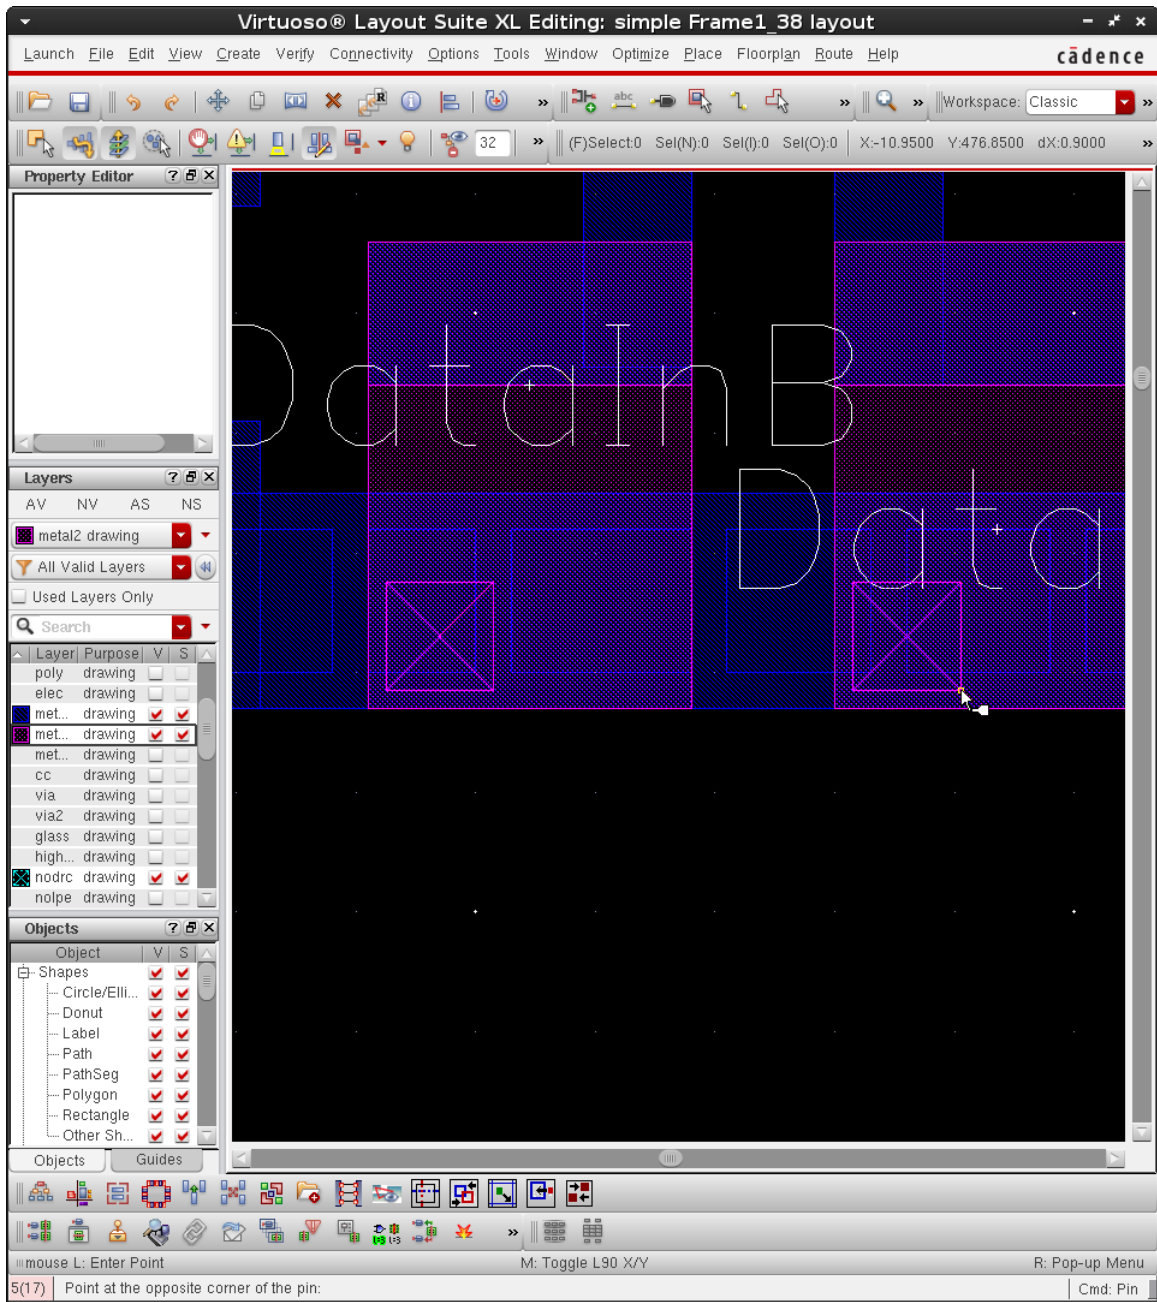 Virtuoso® Layout Suite XL Editing: simple Frame1_38 layout
Launch File Edit View Create Verify Connectivity Options Tools Window Optimize Place Floorplan Route Help cādence
abc R Workspace: Classic
32 (F)Select:0 Sel(N):0 Sel(I):0 Sel(O):0 X:-10.9500 Y:476.8500 dX:0.9000
Property Editor
DataInB
Data
Layers
AV NV AS NS
metal2 drawing
All Valid Layers
Used Layers Only
Search
Layer Purpose V S
poly drawing
elec drawing
met... drawing
met... drawing
met... drawing
cc drawing
via drawing
via2 drawing
glass drawing
high... drawing
nodrc drawing
nolpe drawing
Objects
Object V S
Shapes
Circle/Elli...
Donut
Label
Path
PathSeg
Polygon
Rectangle
Other Sh...
Objects Guides
mouse L: Enter Point M: Toggle L90 X/Y R: Pop-up Menu
5(17) Point at the opposite corner of the pin: Cmd: Pin